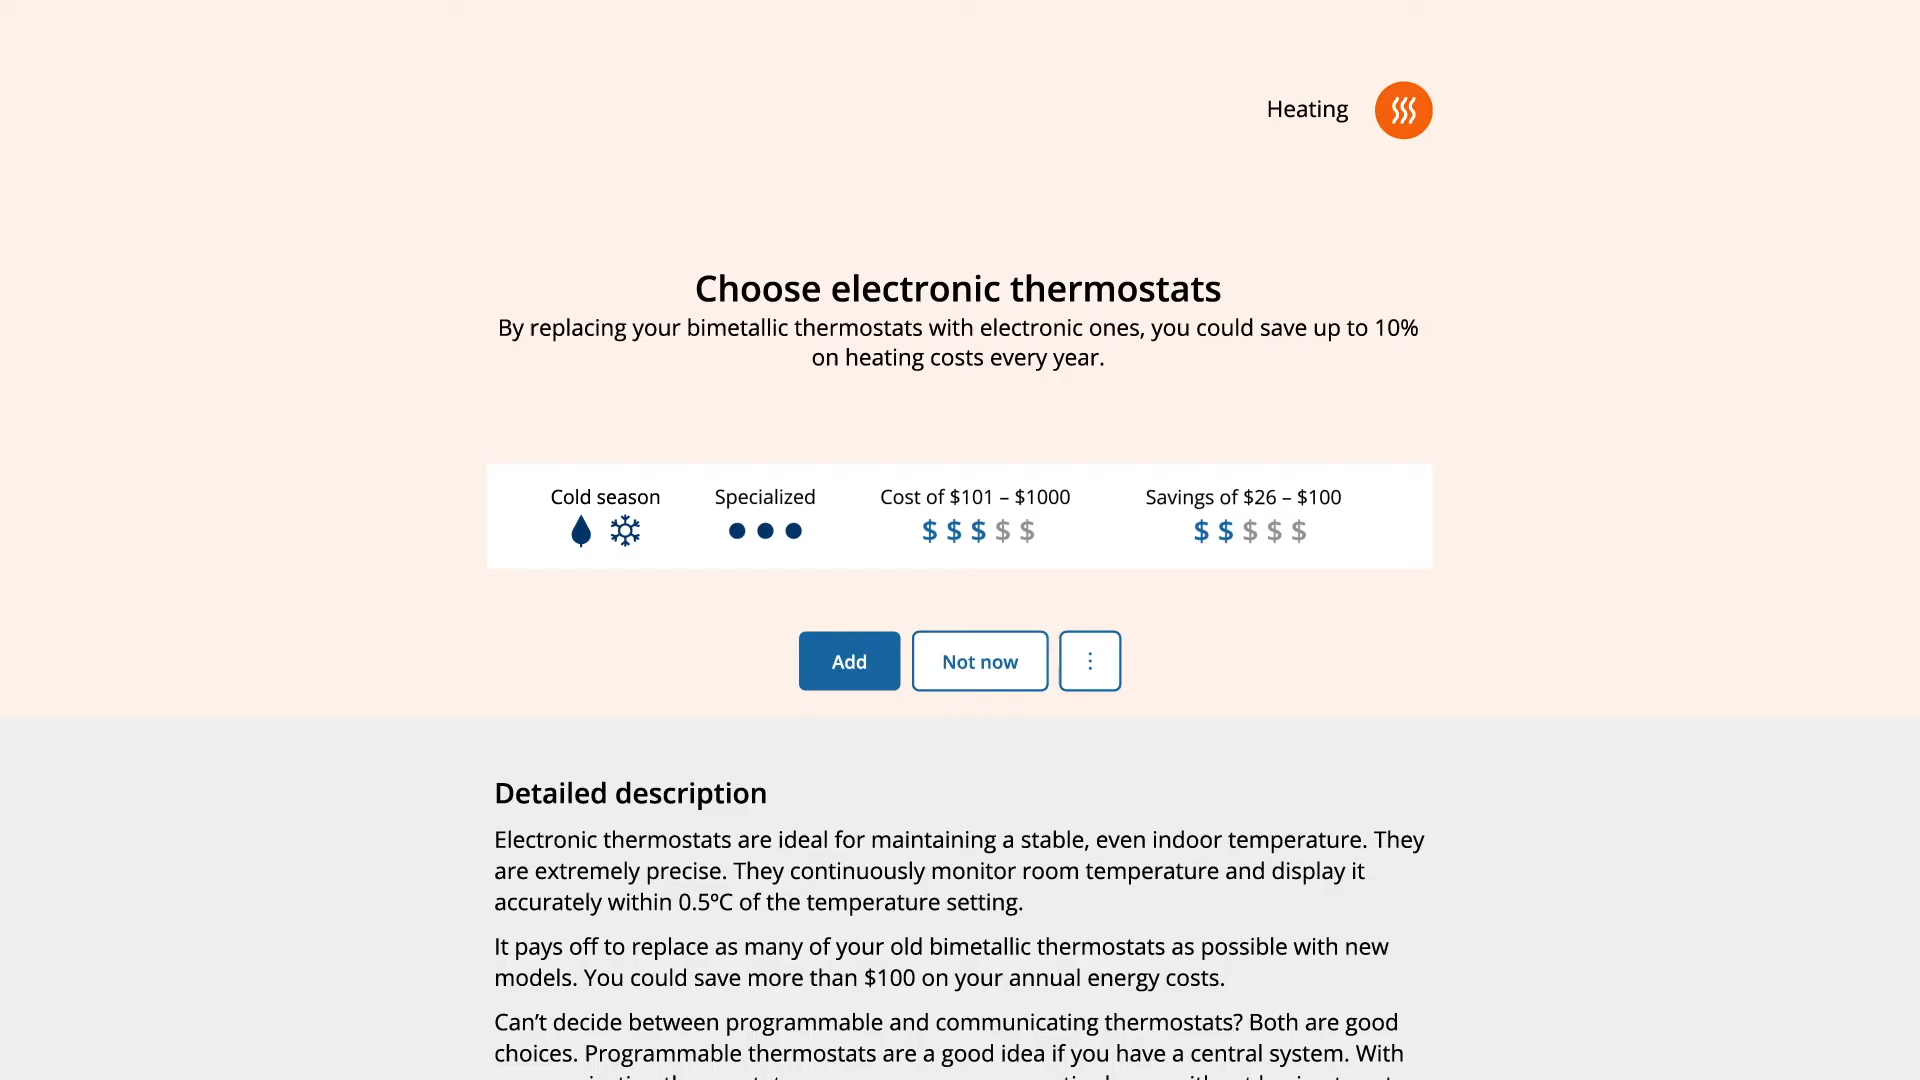 Heating
Choose electronic thermostats
By replacing your bimetallic thermostats with electronic ones, you could save up to 10%
on heating costs every year.
Cold season
Specialized
Cost of $101 – $1000
$ $ $ $ $
Savings of $26 – $100
$ $ $ $ $
Add
Not now
Detailed description
Electronic thermostats are ideal for maintaining a stable, even indoor temperature. They
are extremely precise. They continuously monitor room temperature and display it
accurately within 0.5ºC of the temperature setting.
It pays off to replace as many of your old bimetallic thermostats as possible with new
models. You could save more than $100 on your annual energy costs.
Can’t decide between programmable and communicating thermostats? Both are good
choices. Programmable thermostats are a good idea if you have a central system. With